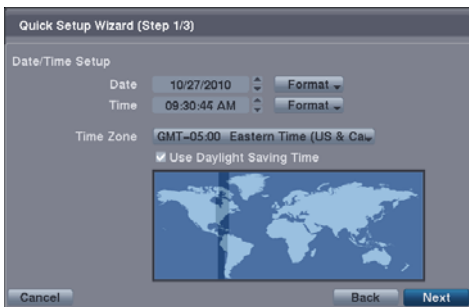 Quick Setup Wizard (Step 1/3)
Date/Time Setup
Date 10/27/2010 Format
Time 09:30:44 AM Format
Time Zone GMT-05:00 Eastern Time (US & Ca
Use Daylight Saving Time
Cancel Back Next